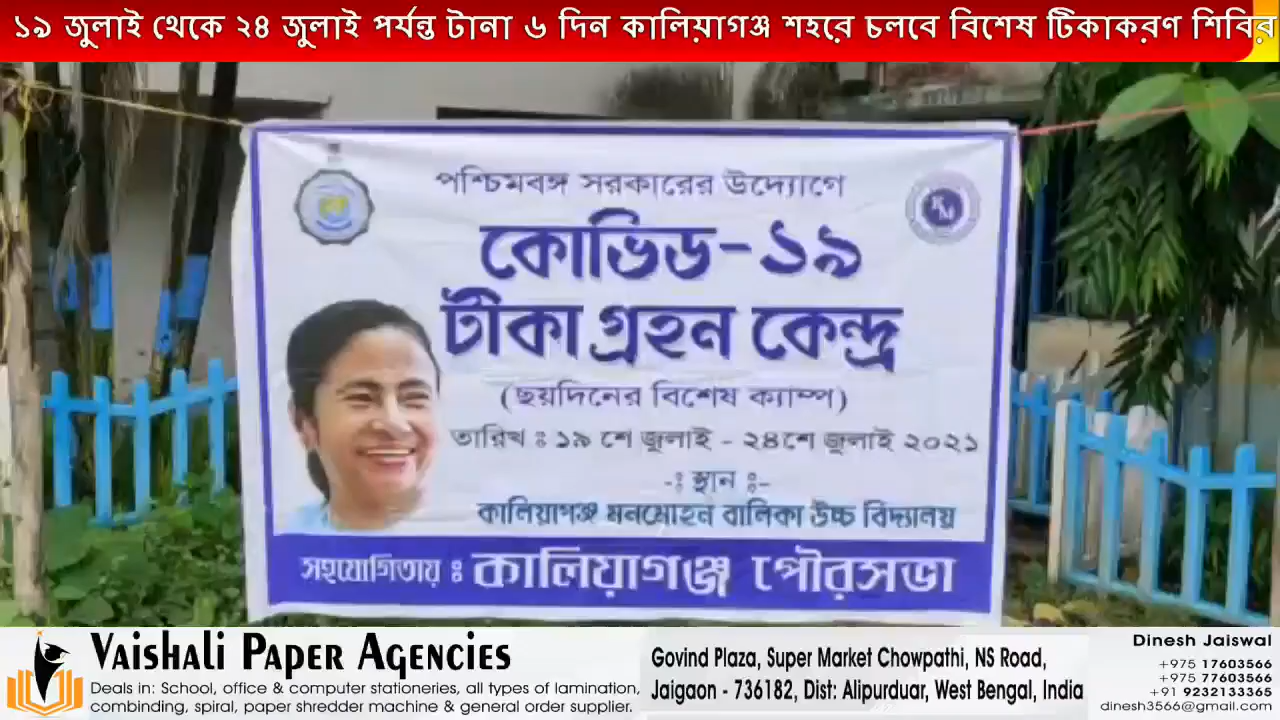 ১৯ জুলাই থেকে ২৪ জুলাই পর্যন্ত টানা ৬ দিন কালিয়াগঞ্জ শহরে চলবে বিশেষ টিকাকরণ শিবির
পশ্চিমবঙ্গ সরকারের উদ্যোগে
KM
কোভিড-১৯
টীকা গ্রহন কেন্দ্র
(ছয়দিনের বিশেষ ক্যাম্প)
তারিখ ঃ ১৯ শে জুলাই - ২৪শে জুলাই ২০২১
-ঃ স্থান ঃ-
কালিয়াগঞ্জ মনমোহন বালিকা উচ্চ বিদ্যালয়
সহযোগিতায় ঃ কালিয়াগঞ্জ পৌরসভা
Vaishali Paper Agencies
Deals in: School, office & computer stationeries, all types of lamination,
combinding, spiral, paper shredder machine & general order supplier.
Govind Plaza, Super Market Chowpathi, NS Road,
Jaigaon - 736182, Dist: Alipurduar, West Bengal, India
Dinesh Jaiswal
+975 17603566
+975 77603566
+91 9232133365
dinesh3566@gmail.com